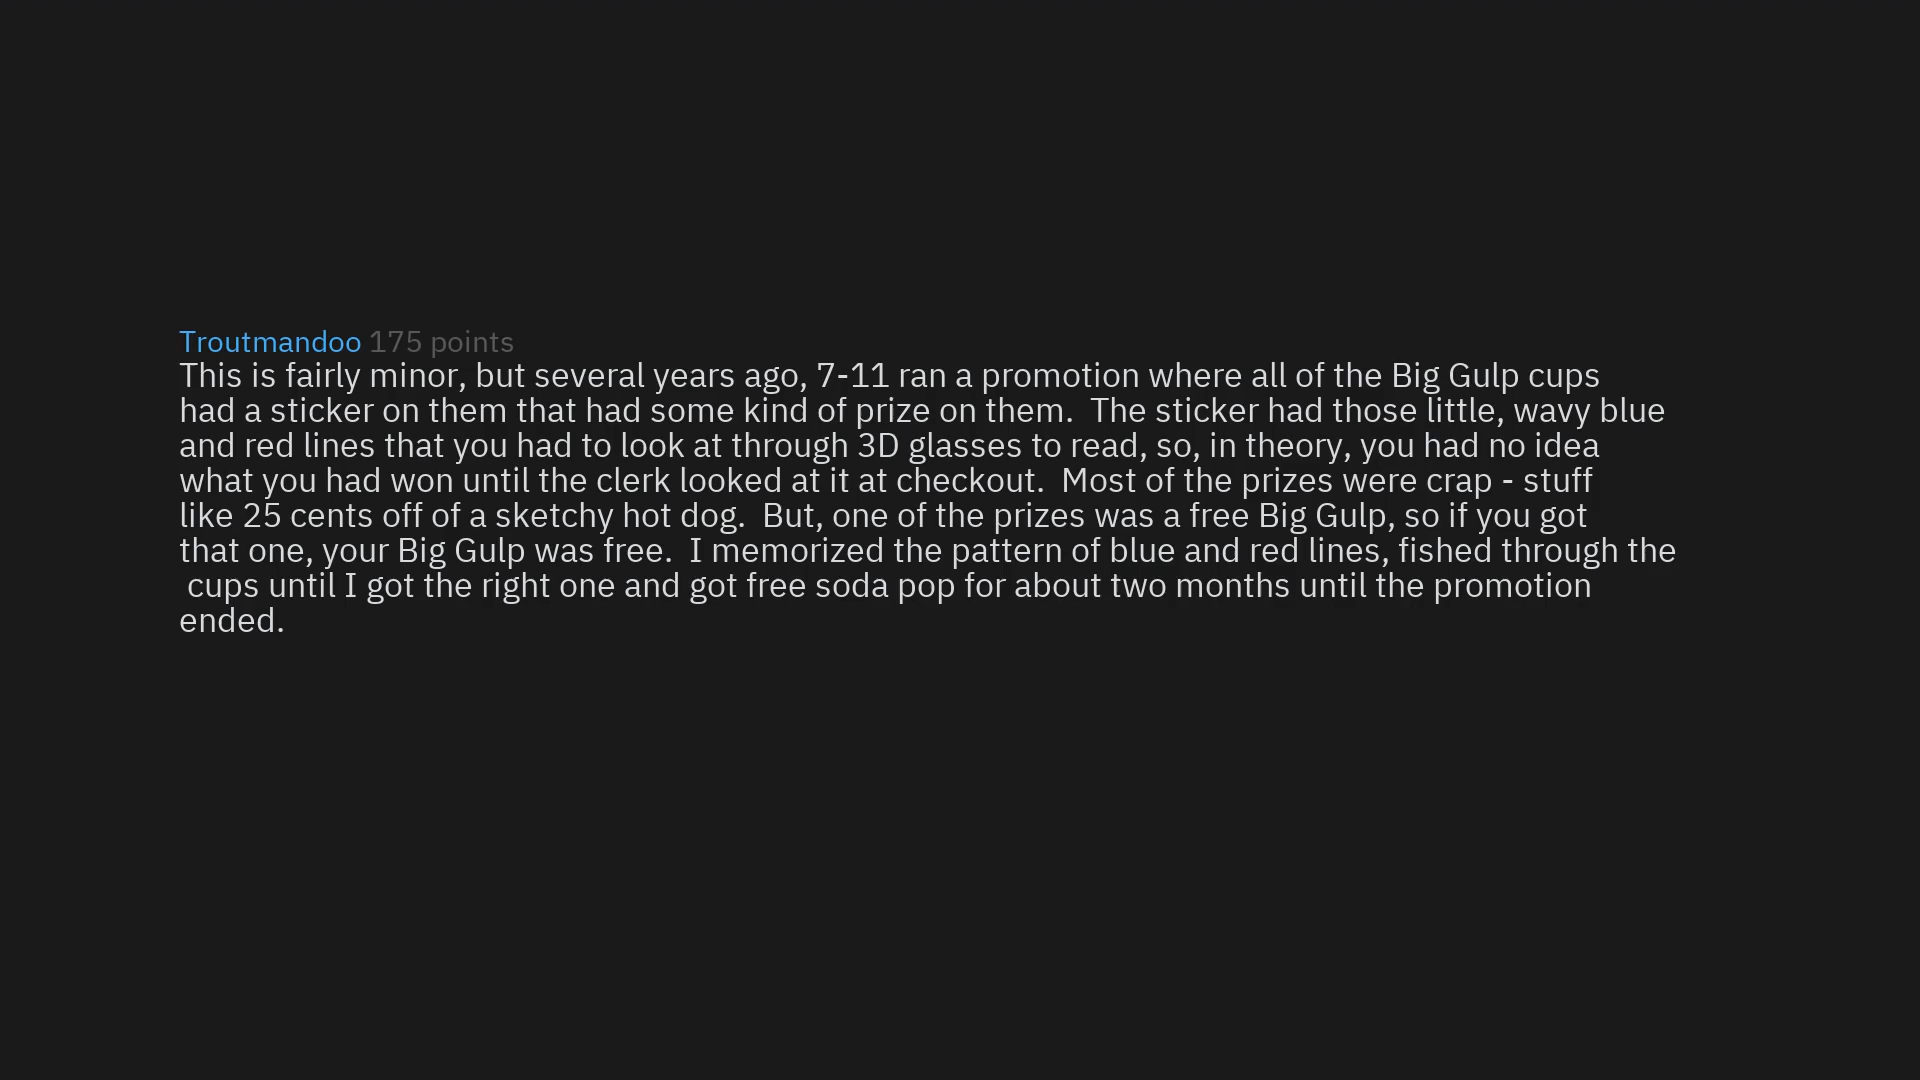 Troutmandoo 175 points
This is fairly minor, but several years ago, 7-11 ran a promotion where all of the Big Gulp cups
had a sticker on them that had some kind of prize on them.  The sticker had those little, wavy blue
and red lines that you had to look at through 3D glasses to read, so, in theory, you had no idea
what you had won until the clerk looked at it at checkout.  Most of the prizes were crap - stuff
like 25 cents off of a sketchy hot dog.  But, one of the prizes was a free Big Gulp, so if you got
that one, your Big Gulp was free.  I memorized the pattern of blue and red lines, fished through the
cups until I got the right one and got free soda pop for about two months until the promotion
ended.